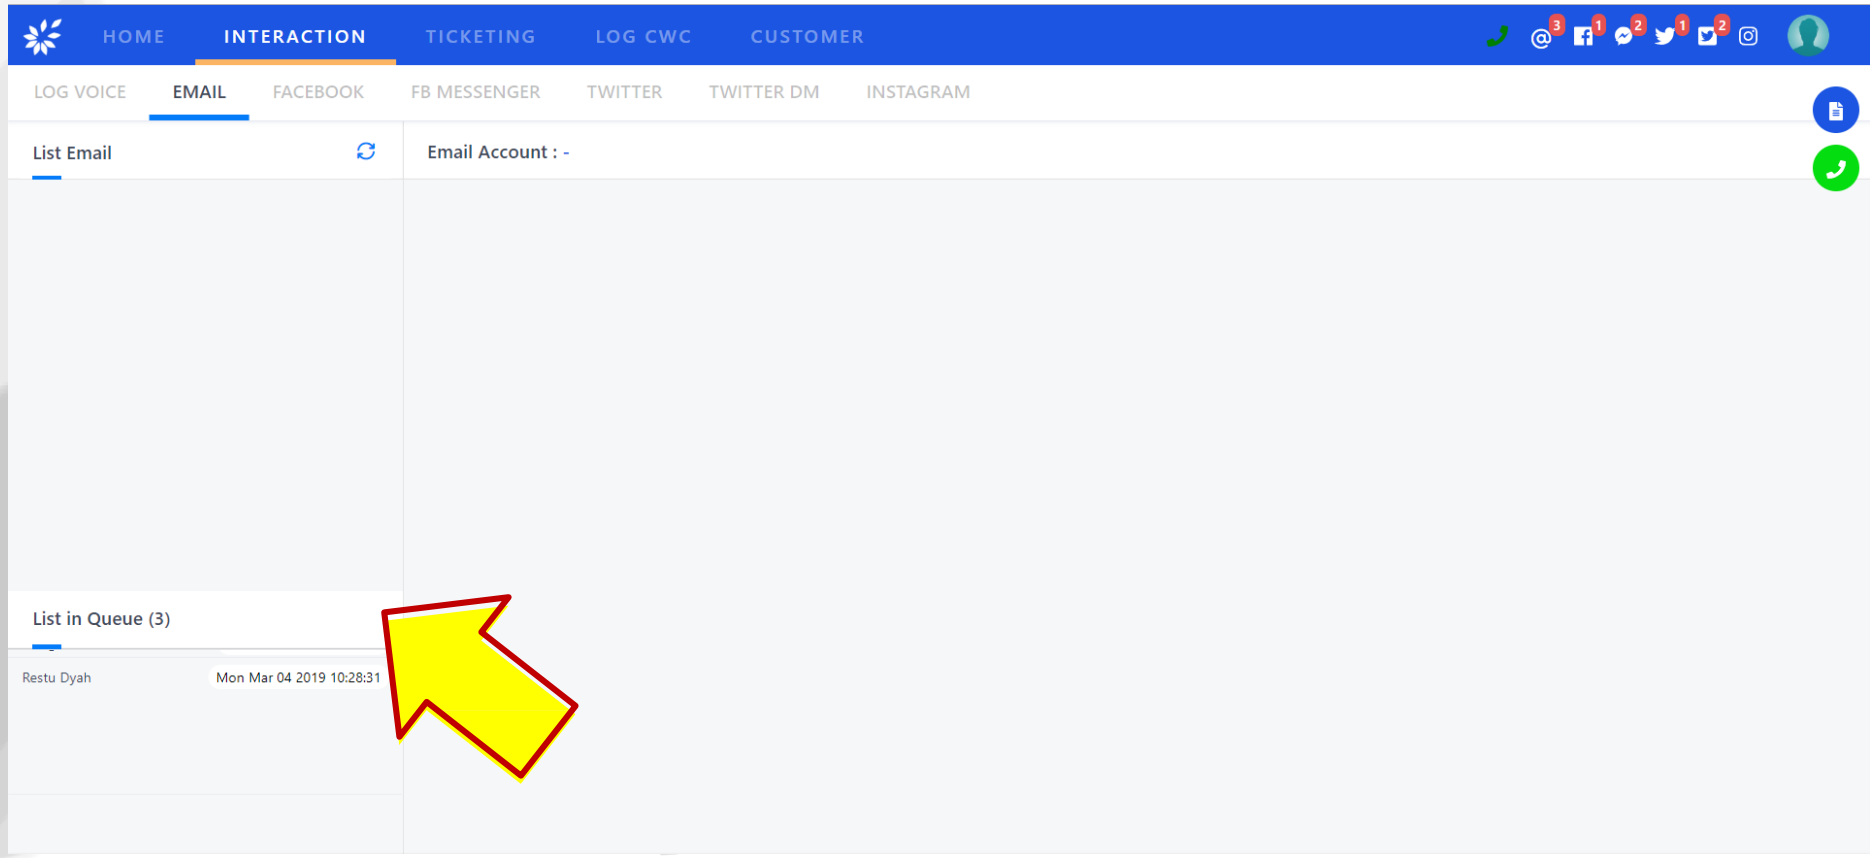 HOME INTERACTION TICKETING LOG CWC CUSTOMER 3 1 2 1 2
LOG VOICE EMAIL FACEBOOK FB MESSENGER TWITTER TWITTER DM INSTAGRAM
List Email Email Account : -
List in Queue (3)
Restu Dyah Mon Mar 04 2019 10:28:31